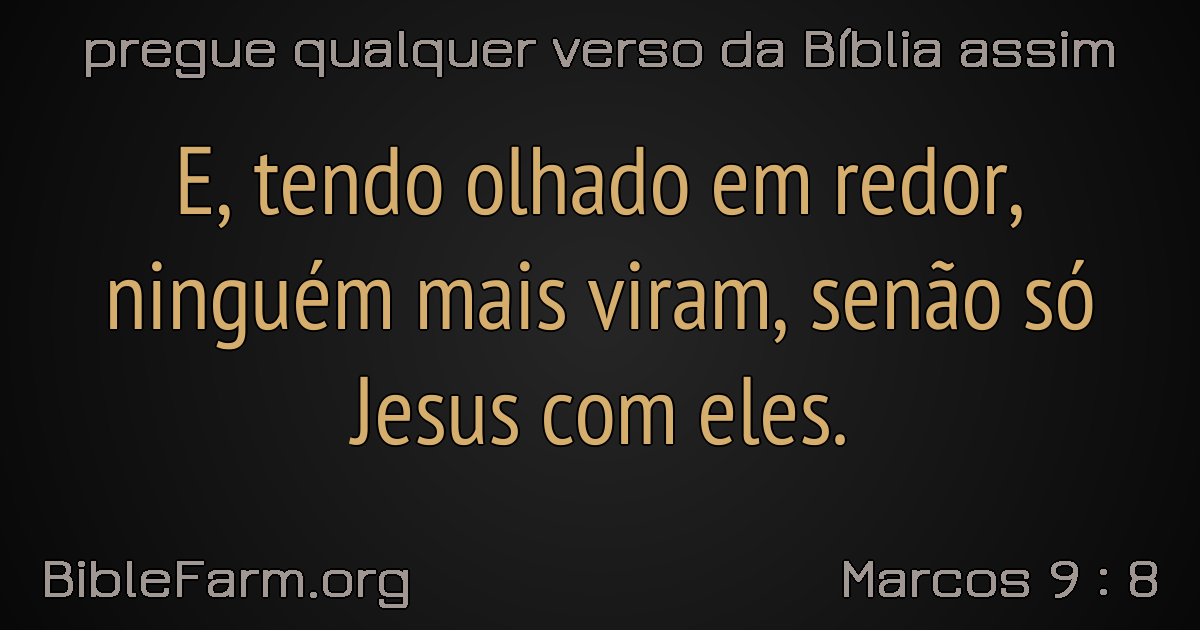 pregue qualquer verso da Bíblia assim
E, tendo olhado em redor,
ninguém mais viram, senão só
Jesus com eles.
BibleFarm.org
Marcos 9 : 8